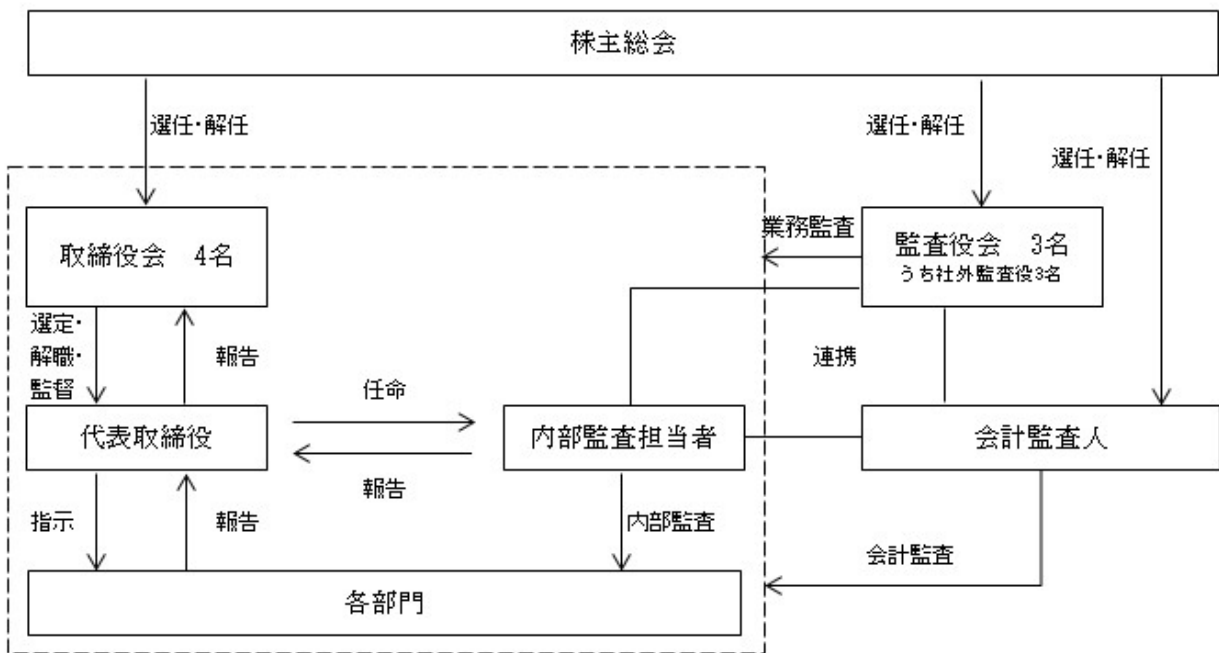 株主総会
選任・解任
選任・解任
選任・解任
取締役会　4名
業務監査
監査役会　3名
うち社外監査役3名
選定・
解職・
監督
報告
連携
任命
代表取締役
内部監査担当者
会計監査人
報告
指示
報告
内部監査
会計監査
各部門